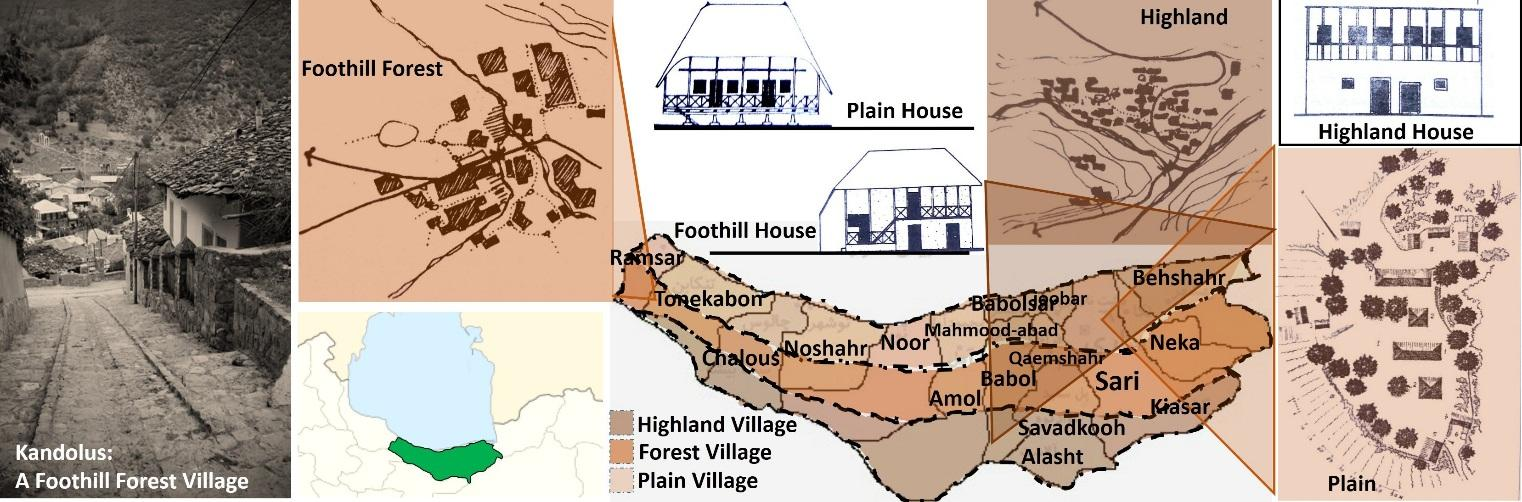 Foothill Forest
Kandolus:
A Foothill Forest Village
Plain House
Foothill House
Highland
Highland House
Plain
Ramsar
Tonekabon
Chalous
Noshahr
Noor
Mahmood-abad
Babolsar
Joobar
Qaemshahr
Babol
Amol
Sari
Behshahr
Neka
Kiasar
Savadkooh
Alasht
Highland Village
Forest Village
Plain Village